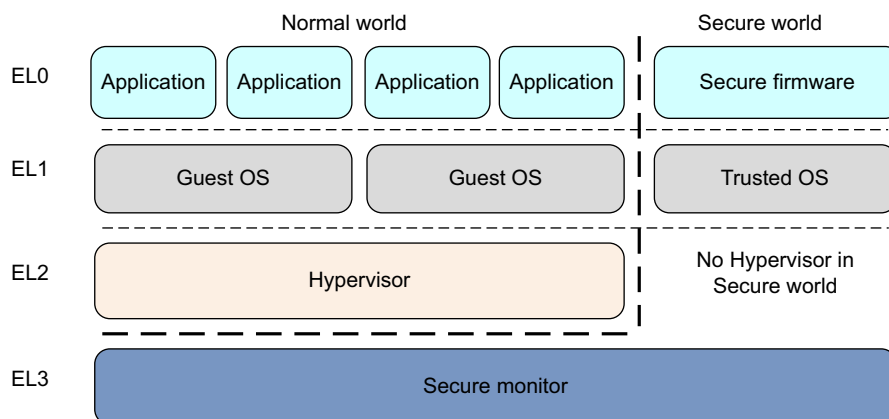 Normal world
Secure world
EL0
Application
Application
Application
Application
Secure firmware
EL1
Guest OS
Guest OS
Trusted OS
EL2
Hypervisor
No Hypervisor in
Secure world
EL3
Secure monitor